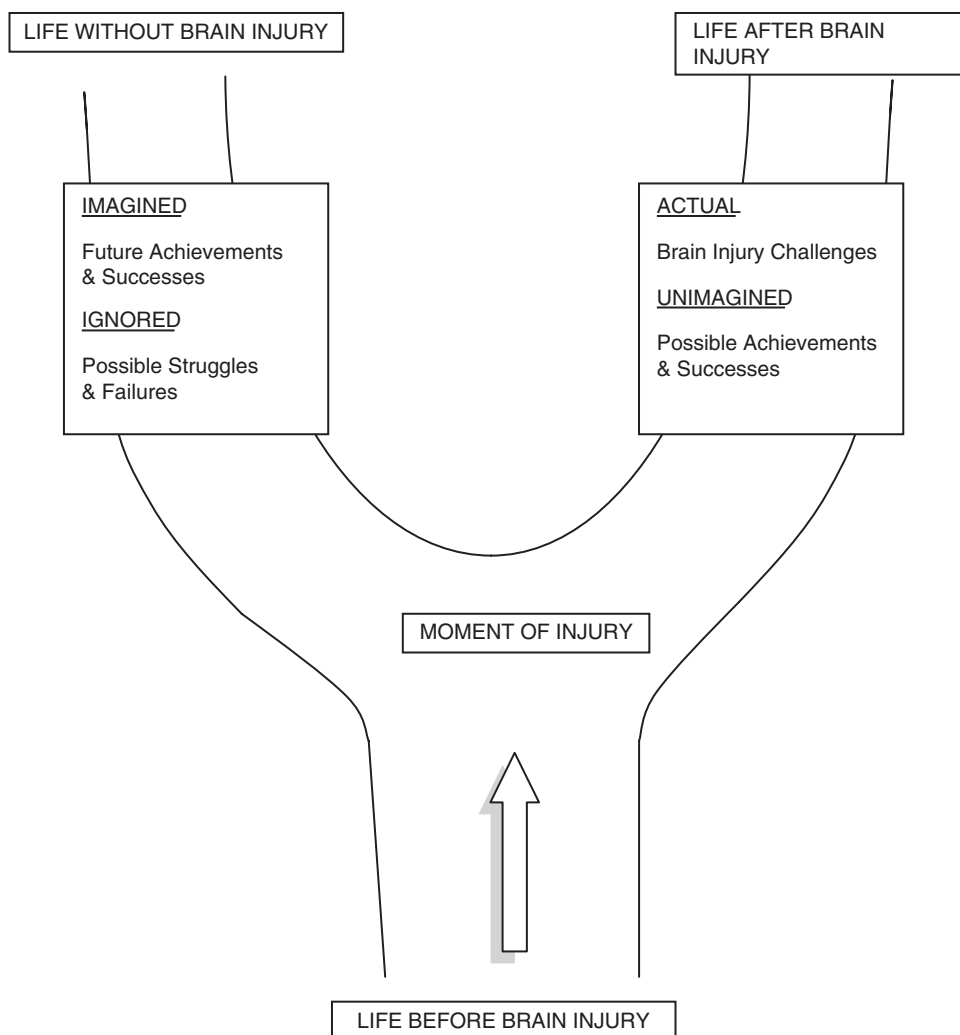 LIFE WITHOUT BRAIN INJURY
LIFE AFTER BRAIN
INJURY
IMAGINED
Future Achievements
& Successes
IGNORED
Possible Struggles
& Failures
ACTUAL
Brain Injury Challenges
UNIMAGINED
Possible Achievements
& Successes
MOMENT OF INJURY
LIFE BEFORE BRAIN INJURY